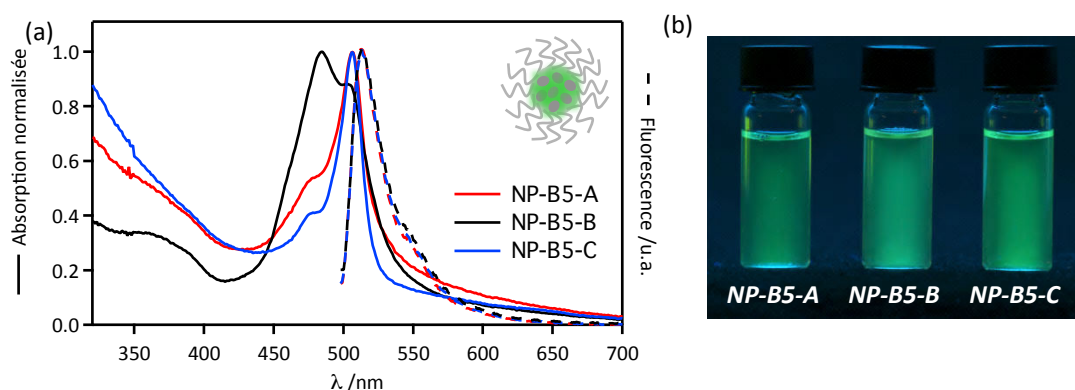 (a)
Absorption normalisée
1.0
0.8
0.6
0.4
0.2
0.0
350
400
450
500
550
600
650
700
λ /nm
NP-B5-A
NP-B5-B
NP-B5-C
Fluorescence /u.a.
(b)
NP-B5-A NP-B5-B NP-B5-C